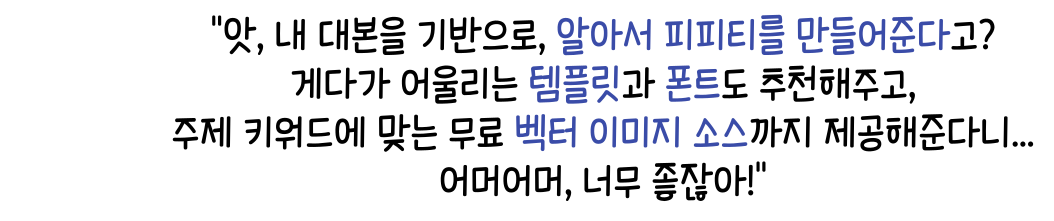 "앗, 내 대본을 기반으로, 알아서 피피티를 만들어준다고?
게다가 어울리는 템플릿과 폰트도 추천해주고,
주제 키워드에 맞는 무료 벡터 이미지 소스까지 제공해준다니...
어머어머, 너무 좋잖아!"